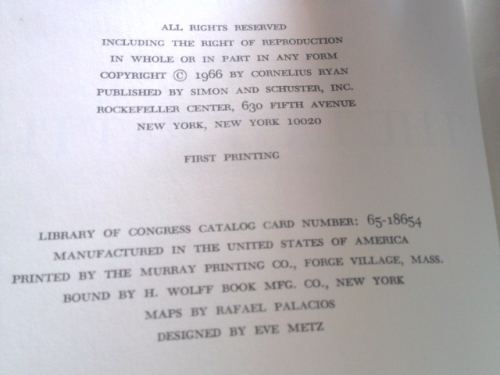 ALL RIGHTS RESERVED
INCLUDING THE RIGHT OF REPRODUCTION
IN WHOLE OR IN PART IN ANY FORM
COPYRIGHT © 1966 BY CORNELIUS RYAN
PUBLISHED BY SIMON AND SCHUSTER, INC.
ROCKEFELLER CENTER, 630 FIFTH AVENUE
NEW YORK, NEW YORK 10020
FIRST PRINTING
LIBRARY OF CONGRESS CATALOG CARD NUMBER: 65-18654
MANUFACTURED IN THE UNITED STATES OF AMERICA
PRINTED BY THE MURRAY PRINTING CO., FORGE VILLAGE, MASS.
BOUND BY H. WOLFF BOOK MFG. CO., NEW YORK
MAPS BY RAFAEL PALACIOS
DESIGNED BY EVE METZ